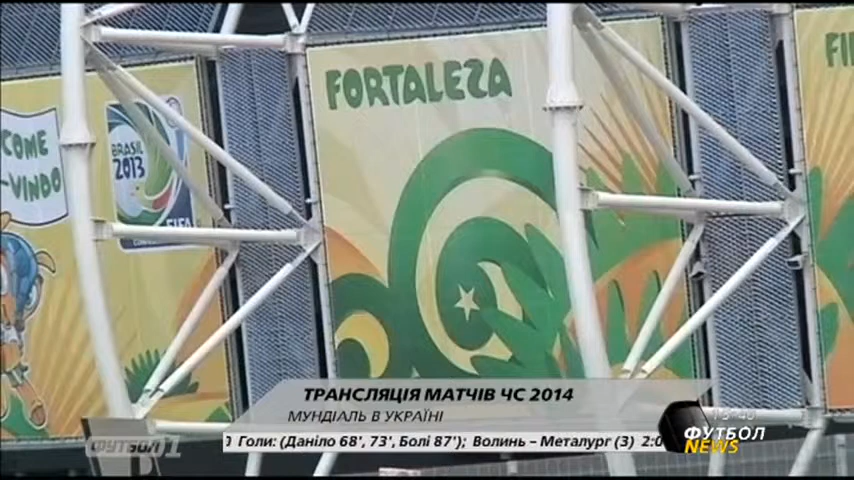 FORTALEZA
COME
-VINDO
BRASIL
2013
FIFA
ТРАНСЛЯЦІЯ МАТЧІВ ЧС 2014
МУНДІАЛЬ В УКРАЇНІ
ФУТБОЛ 1
Голи: (Даніло 68', 73', Болі 87'); Волинь – Металург (З) 2:0
ФУТБОЛ
NEWS